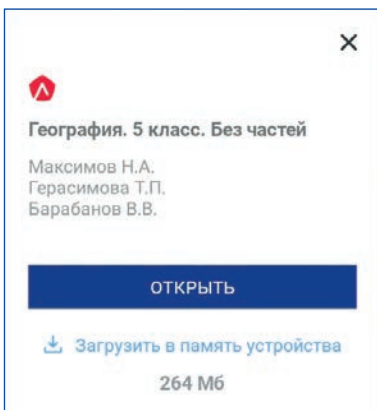 География. 5 класс. Без частей
Максимов Н.А.
Герасимова Т.П.
Барабанов В.В.
ОТКРЫТЬ
Загрузить в память устройства
264 Мб